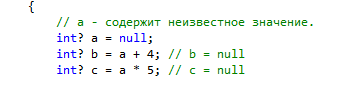 {
// a - содержит неизвестное значение.
int? a = null;
int? b = a + 4; // b = null
int? c = a * 5; // c = null